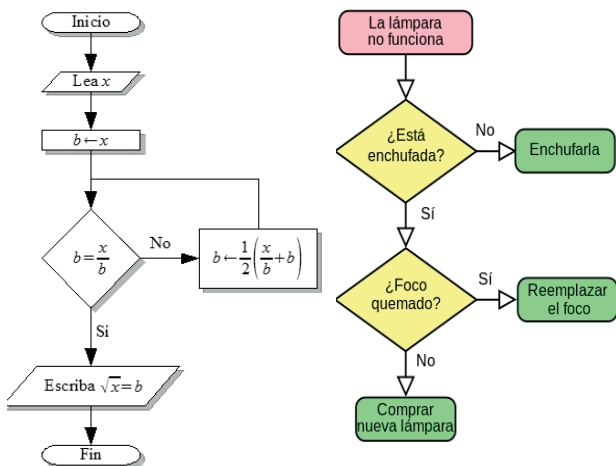 Inicio
Lea x
b←x
b=x/b
No
b←1/2(x/b+b)
Sí
Escriba √x=b
Fin
La lámpara
no funciona
¿Está
enchufada?
No
Enchufarla
Sí
¿Foco
quemado?
Sí
Reemplazar
el foco
No
Comprar
nueva lámpara